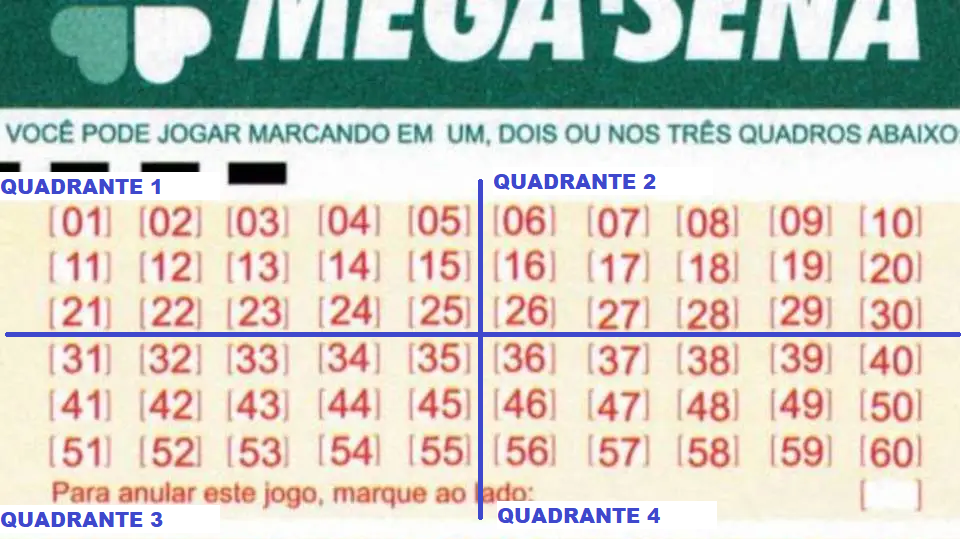 MEGA-SENA
VOCÊ PODE JOGAR MARCANDO EM UM, DOIS OU NOS TRÊS QUADROS ABAIXO:
QUADRANTE 1 QUADRANTE 2
[01] [02] [03] [04] [05] [06] [07] [08] [09] [10]
[11] [12] [13] [14] [15] [16] [17] [18] [19] [20]
[21] [22] [23] [24] [25] [26] [27] [28] [29] [30]
[31] [32] [33] [34] [35] [36] [37] [38] [39] [40]
[41] [42] [43] [44] [45] [46] [47] [48] [49] [50]
[51] [52] [53] [54] [55] [56] [57] [58] [59] [60]
Para anular este jogo, marque ao lado: [ ]
QUADRANTE 3 QUADRANTE 4